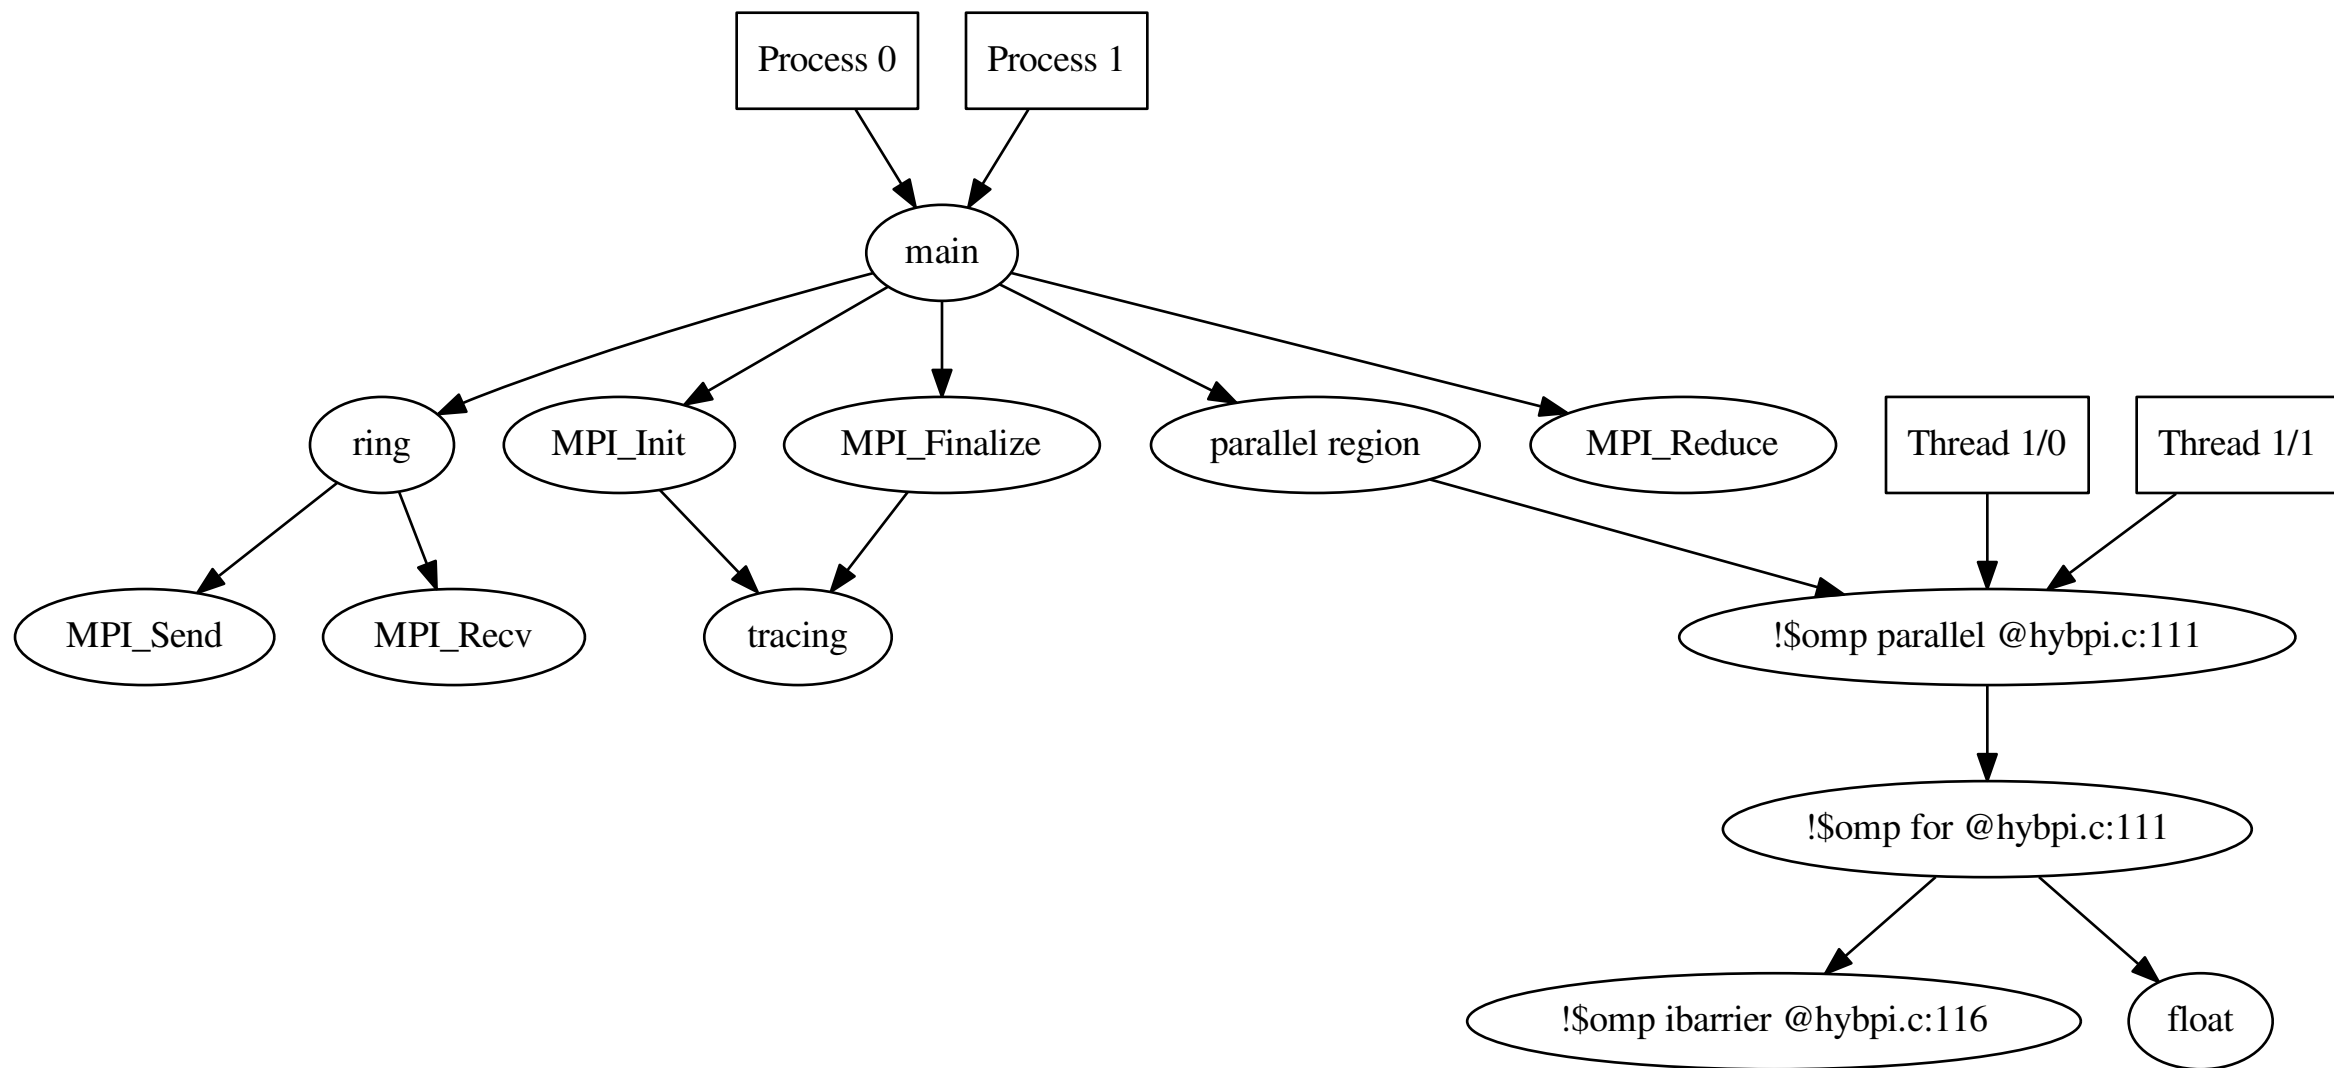 Process 0
Process 1
main
ring
MPI_Init
MPI_Finalize
parallel region
MPI_Reduce
Thread 1/0
Thread 1/1
MPI_Send
MPI_Recv
tracing
!$omp parallel @hybpi.c:111
!$omp for @hybpi.c:111
!$omp ibarrier @hybpi.c:116
float